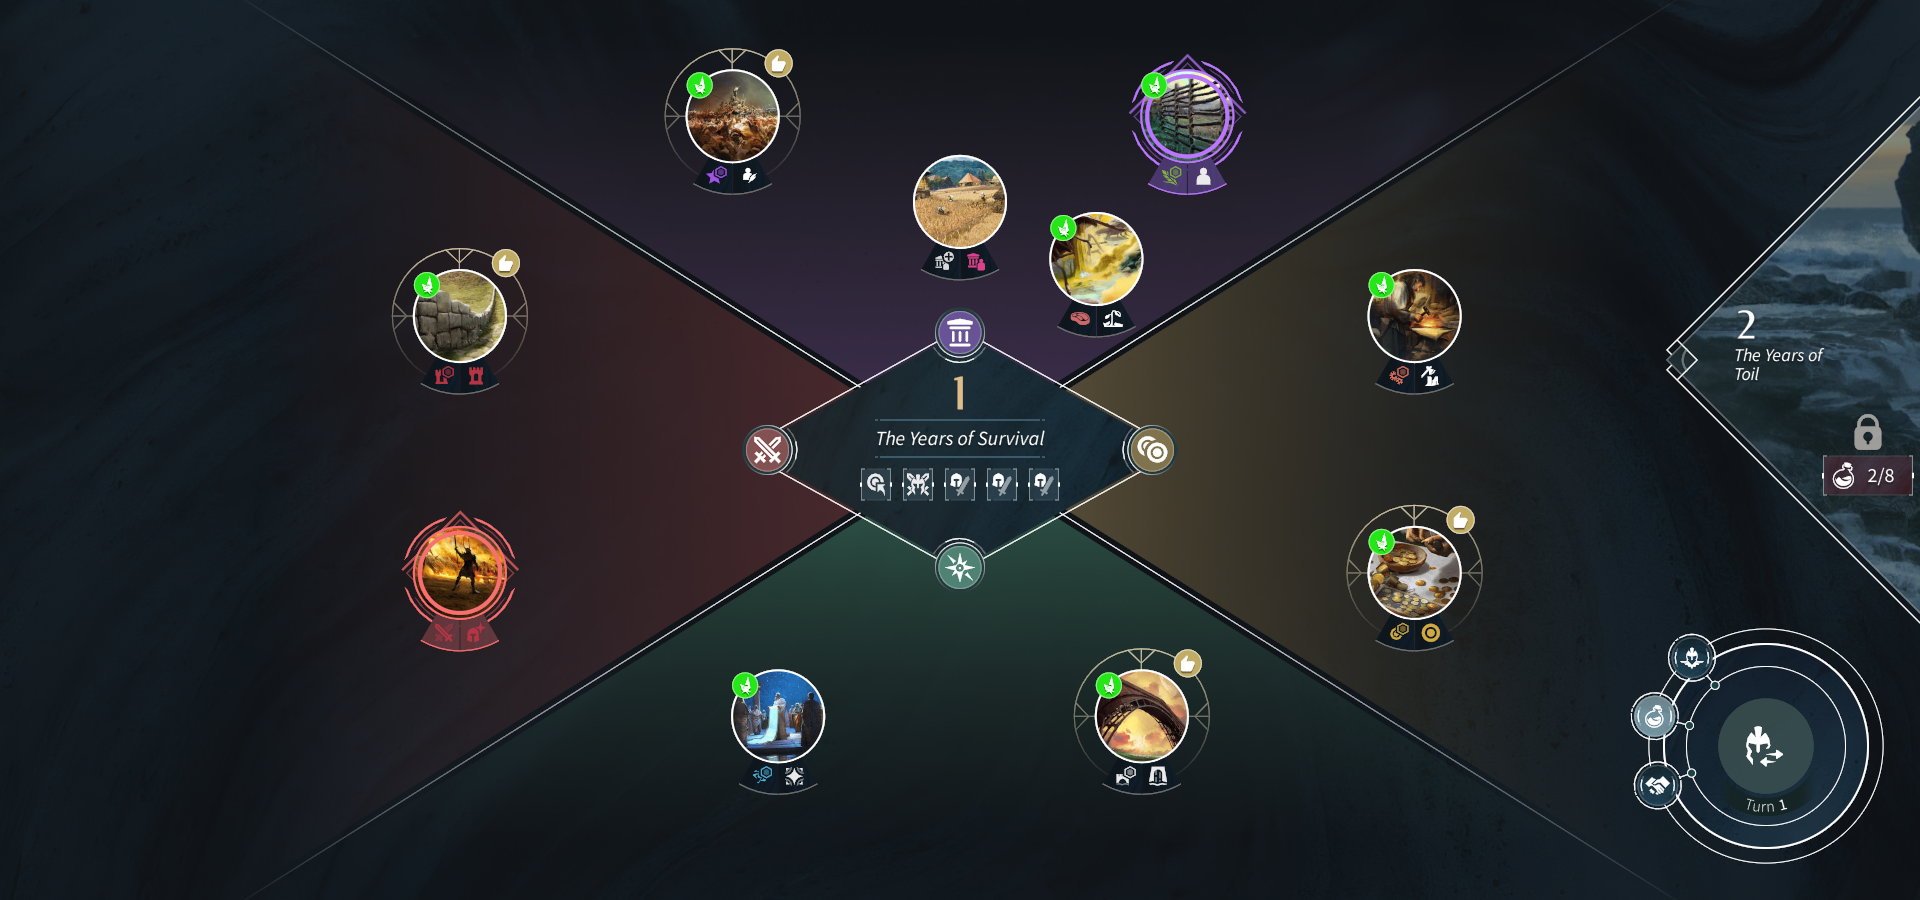 1
The Years of Survival
2
The Years of
Toil
2/8
Turn 1